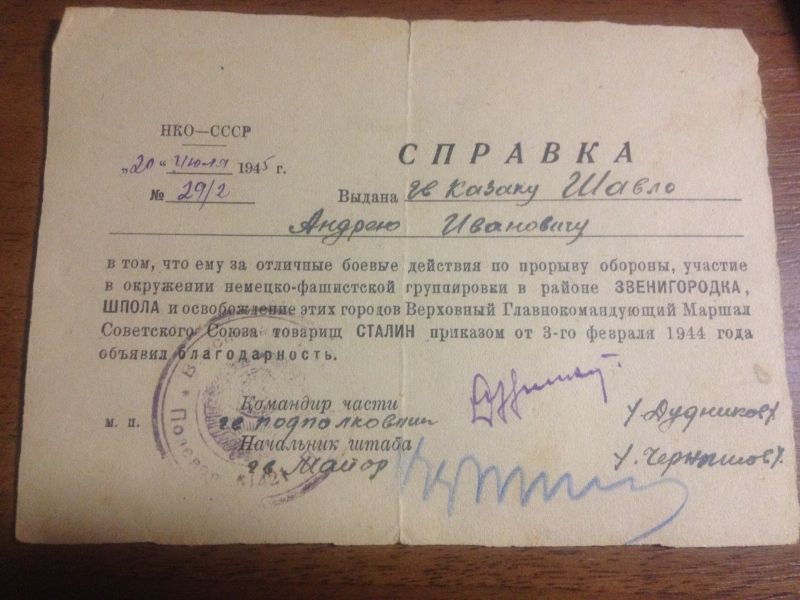 НКО—СССР
„20“ Июля 1945 г.
№ 29/2
СПРАВКА
Выдана гв казаку Шавло
Андрею Ивановичу
в том, что ему за отличные боевые действия по прорыву обороны, участие
в окружении немецко-фашистской группировки в районе ЗВЕНИГОРОДКА,
ШПОЛА и освобождение этих городов Верховный Главнокомандующий Маршал
Советского Союза товарищ СТАЛИН приказом от 3-го февраля 1944 года
объявил благодарность.
Командир части
м. п. гв подполковник /Дудников/.
Начальник штаба
гв Майор /Чернышов/.